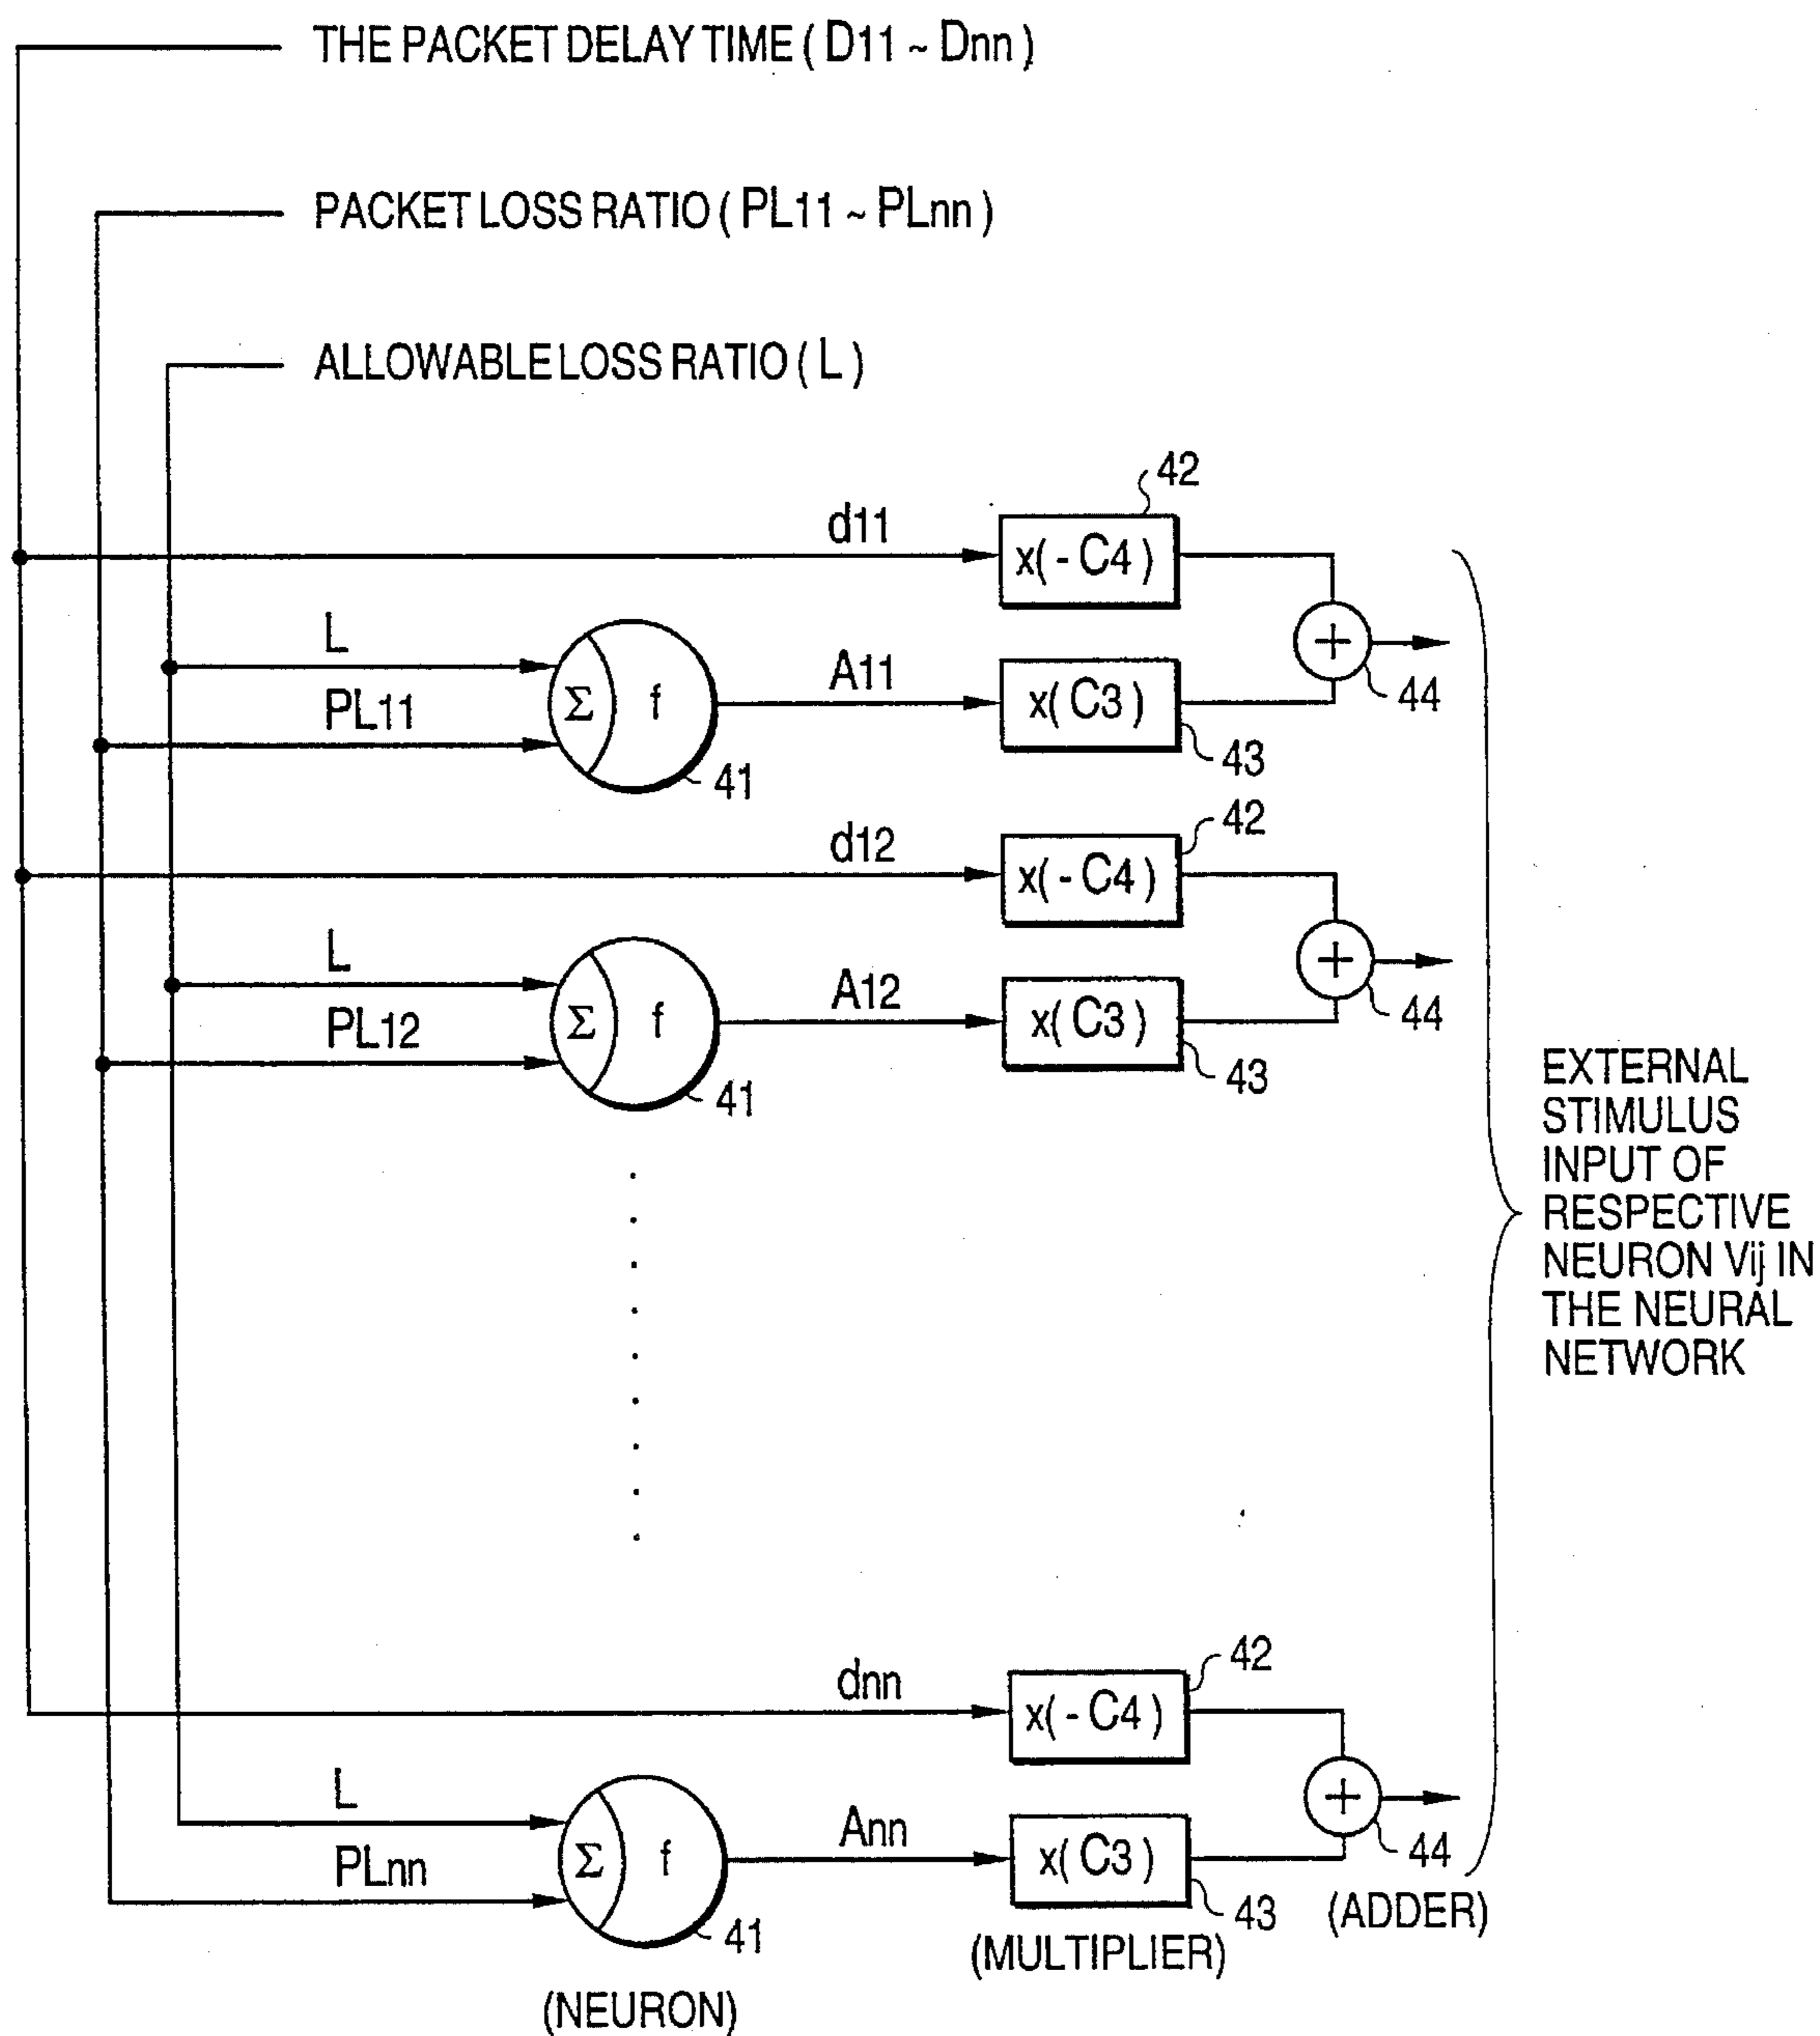 THE PACKET DELAY TIME ( D11 ~ Dnn )
PACKET LOSS RATIO ( PL11 ~ PLnn )
ALLOWABLE LOSS RATIO ( L )
42
d11
x( - C4 )
L
A11
+
PL11
Σ f
x( C3 )
44
41
43
42
d12
x( - C4 )
L
A12
+
PL12
Σ f
x( C3 )
44
41
43
EXTERNAL
STIMULUS
INPUT OF
RESPECTIVE
NEURON Vij IN
THE NEURAL
NETWORK
42
dnn
x( - C4 )
L
Ann
+
PLnn
Σ f
x( C3 )
44
41
43
(ADDER)
(MULTIPLIER)
(NEURON)